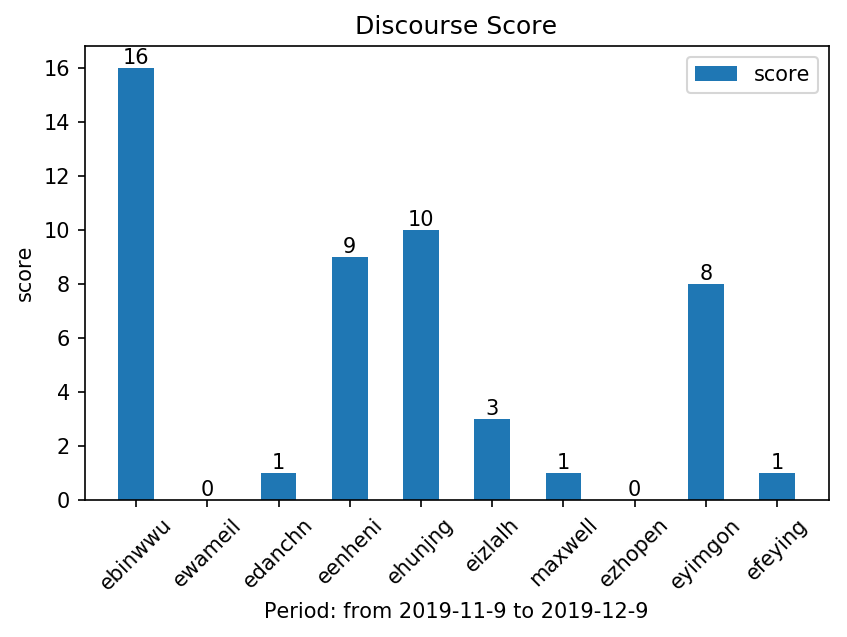 Discourse Score
score
16
14
12
10
8
6
4
2
0
score
16
0
1
9
10
3
1
0
8
1
ebinwwu
ewameil
edanchn
eenheni
ehunjng
eizlalh
maxwell
ezhopen
eyimgon
efeying
Period: from 2019-11-9 to 2019-12-9